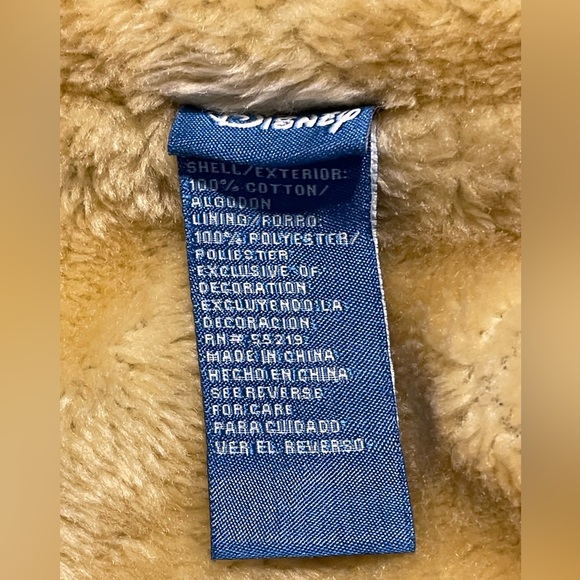 DISNEY
SHELL/EXTERIOR:
100% COTTON/
ALGODON
LINING/FORRO:
100% POLYESTER/
POLIESTER
EXCLUSIVE OF
DECORATION
EXCLUYENDO LA
DECORACION
RN# 55219
MADE IN CHINA
HECHO EN CHINA
SEE REVERSE
FOR CARE
PARA CUIDADO
VER EL REVERSO